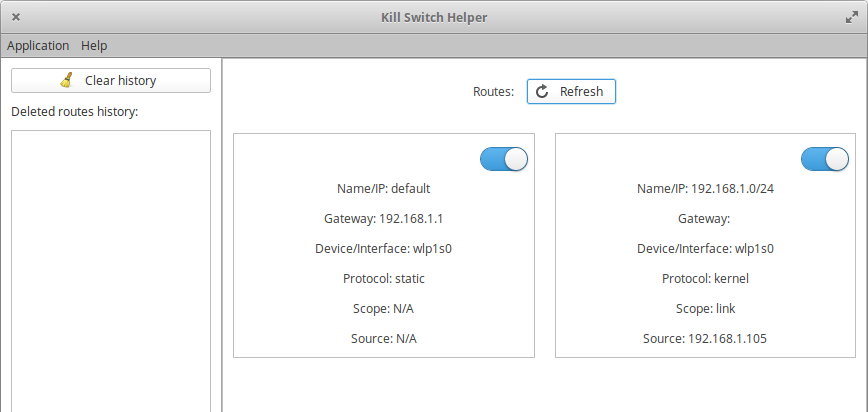 Kill Switch Helper
Application Help
Clear history
Deleted routes history:
Routes: Refresh
Name/IP: default
Gateway: 192.168.1.1
Device/Interface: wlp1s0
Protocol: static
Scope: N/A
Source: N/A
Name/IP: 192.168.1.0/24
Gateway:
Device/Interface: wlp1s0
Protocol: kernel
Scope: link
Source: 192.168.1.105